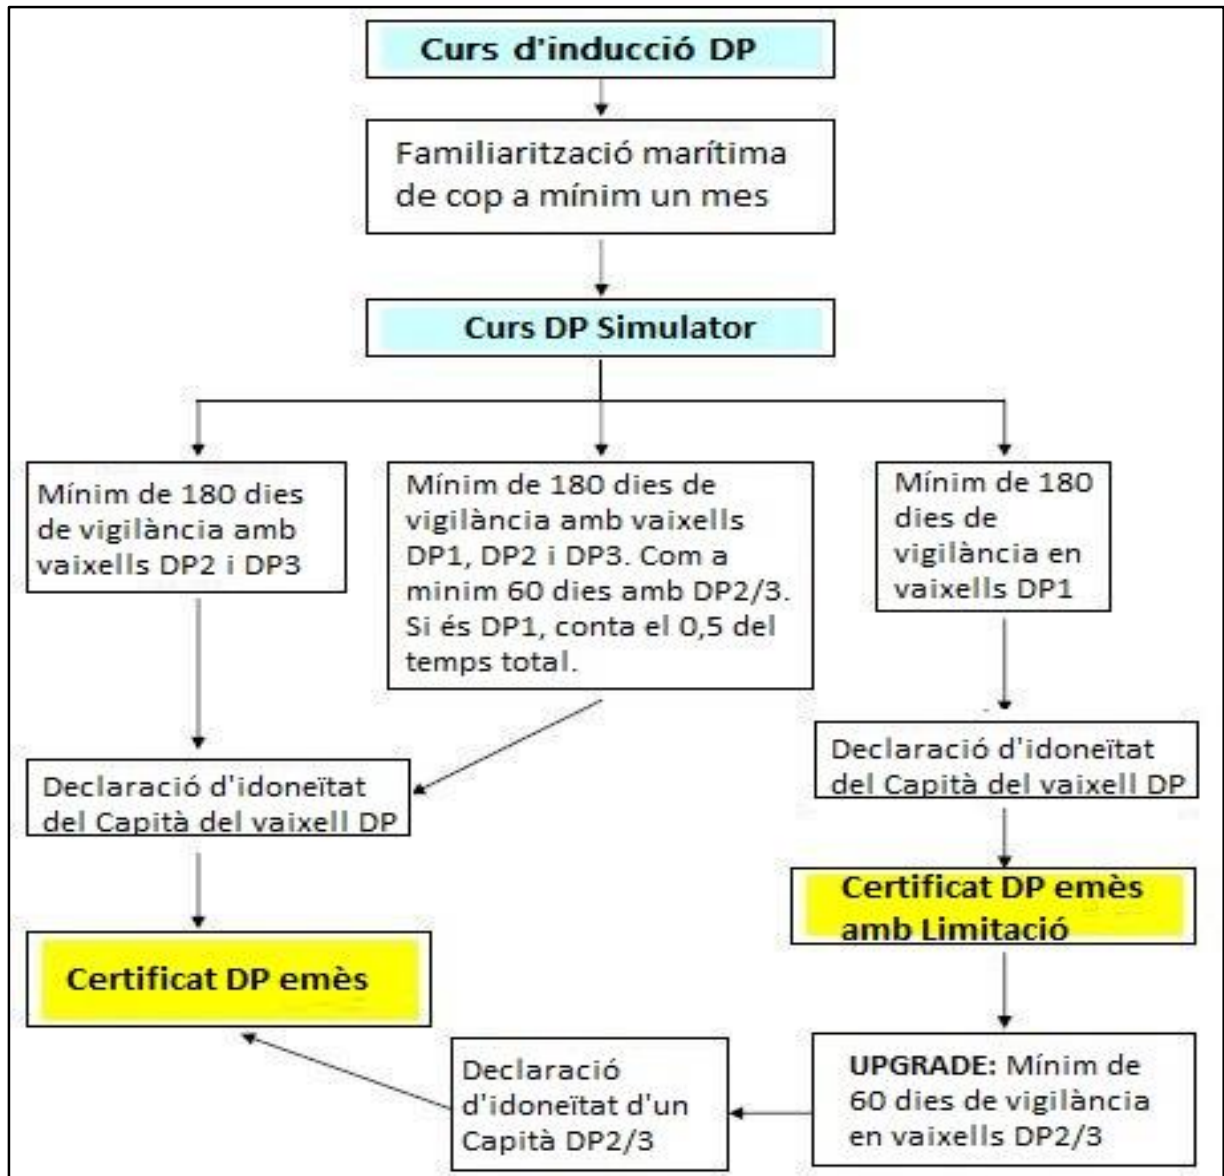 Curs d'inducció DP
Familiarització marítima
de cop a mínim un mes
Curs DP Simulator
Mínim de 180 dies
de vigilància amb
vaixells DP2 i DP3
Mínim de 180 dies de
vigilància amb vaixells
DP1, DP2 i DP3. Com a
minim 60 dies amb DP2/3.
Si és DP1, conta el 0,5 del
temps total.
Mínim de 180
dies de
vigilància en
vaixells DP1
Declaració d'idoneïtat
del Capità del vaixell DP
Declaració d'idoneïtat
del Capità del vaixell DP
Certificat DP emès
amb Limitació
Certificat DP emès
UPGRADE: Mínim de
60 dies de vigilància
en vaixells DP2/3
Declaració
d'idoneïtat d'un
Capità DP2/3